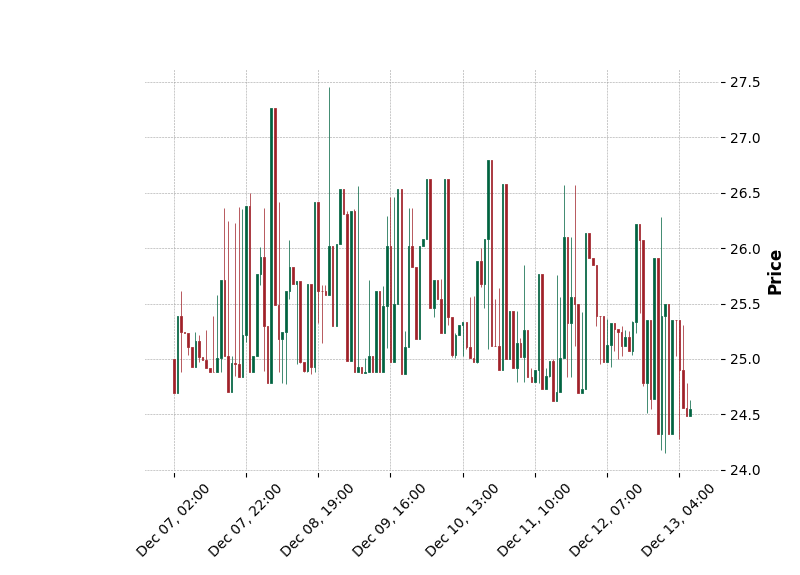 27.5
27.0
26.5
26.0
25.5
25.0
24.5
24.0
Price
Dec 07, 02:00
Dec 07, 22:00
Dec 08, 19:00
Dec 09, 16:00
Dec 10, 13:00
Dec 11, 10:00
Dec 12, 07:00
Dec 13, 04:00